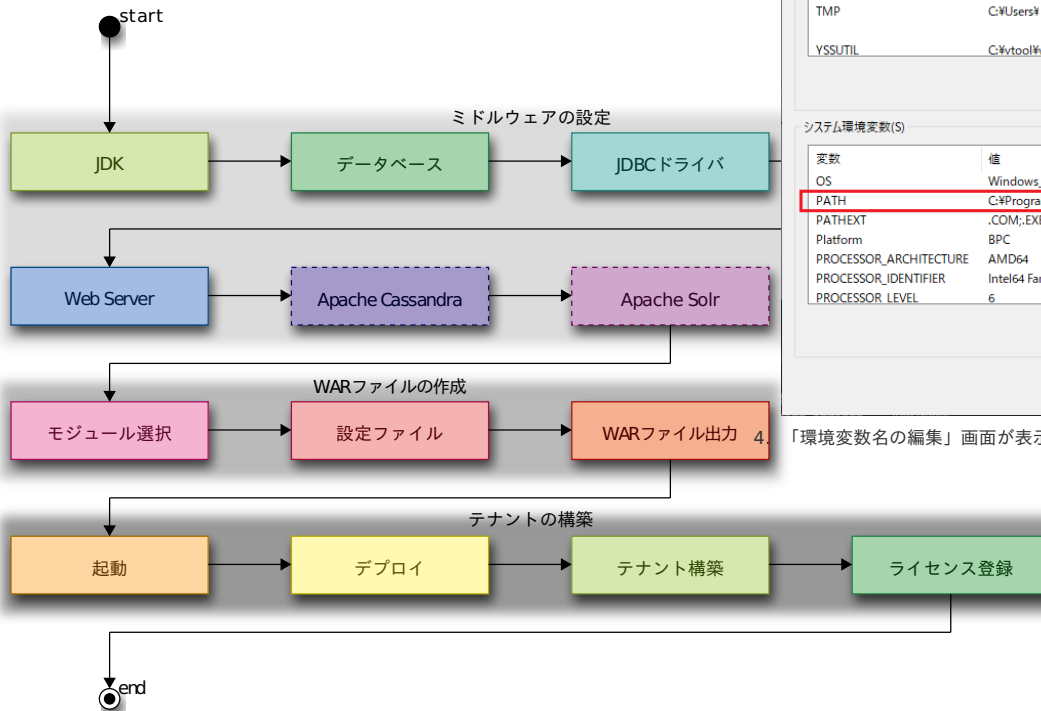 start
ミドルウェアの設定
JDK
データベース
JDBCドライバ
Web Server
Apache Cassandra
Apache Solr
WARファイルの作成
モジュール選択
設定ファイル
WARファイル出力
テナントの構築
起動
デプロイ
テナント構築
ライセンス登録
end
TMP C:¥Users¥
YSSUTIL C:¥vtool¥
システム環境変数(S)
変数 値
OS Windows_
PATH C:¥Progra
PATHEXT .COM;.EXE
Platform BPC
PROCESSOR_ARCHITECTURE AMD64
PROCESSOR_IDENTIFIER Intel64 Fam
PROCESSOR_LEVEL 6
4. 「環境変数名の編集」画面が表示